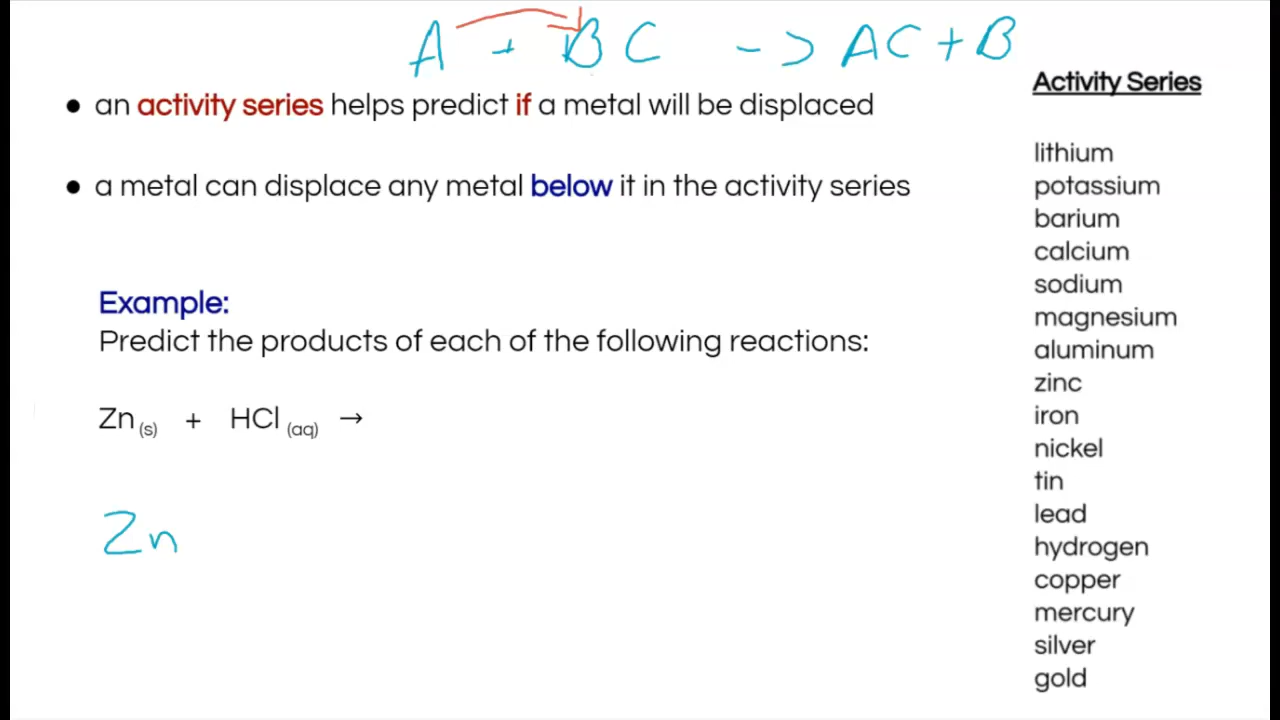 A + BC -> AC + B
• an activity series helps predict if a metal will be displaced
• a metal can displace any metal below it in the activity series
Example:
Predict the products of each of the following reactions:
Zn (s) + HCl (aq) →
Zn
Activity Series
lithium
potassium
barium
calcium
sodium
magnesium
aluminum
zinc
iron
nickel
tin
lead
hydrogen
copper
mercury
silver
gold